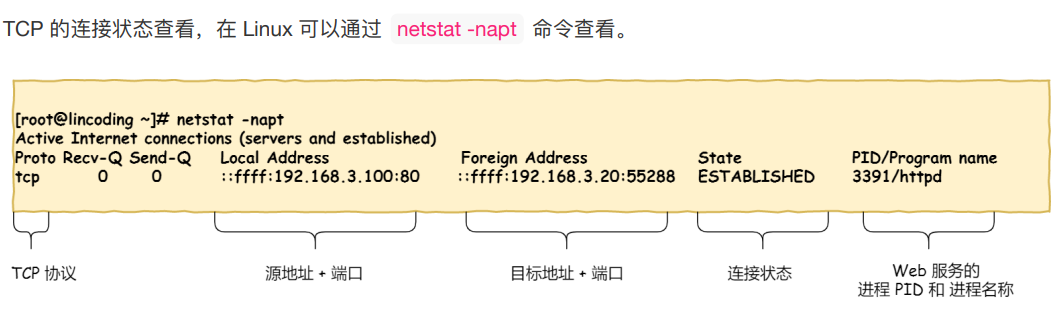 TCP 的连接状态查看，在 Linux 可以通过 netstat -napt 命令查看。
[root@lincoding ~]# netstat -napt
Active Internet connections (servers and established)
Proto Recv-Q Send-Q Local Address Foreign Address State PID/Program name
tcp 0 0 ::ffff:192.168.3.100:80 ::ffff:192.168.3.20:55288 ESTABLISHED 3391/httpd
TCP 协议 源地址 + 端口 目标地址 + 端口 连接状态 Web 服务的
进程 PID 和 进程名称